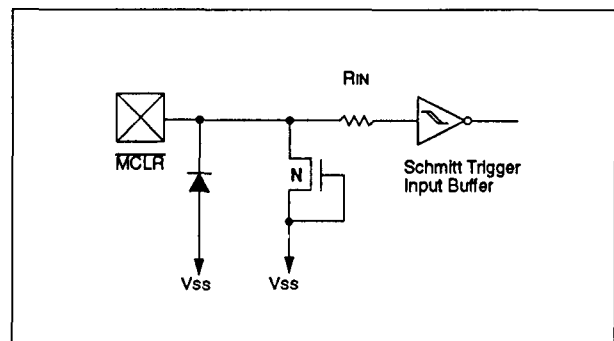 RIN
MCLR
N
Schmitt Trigger
Input Buffer
Vss
Vss